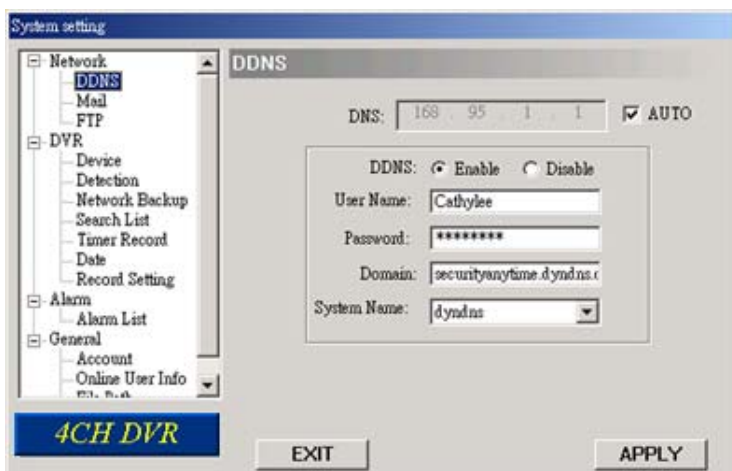 System setting
Network
DDNS
Mail
FTP
DVR
Device
Detection
Network Backup
Search List
Timer Record
Date
Record Setting
Alarm
Alarm List
General
Account
Online User Info
4CH DVR
DDNS
DNS: 168 . 95 . 1 . 1 AUTO
DDNS: Enable Disable
User Name: Cathylee
Password: ********
Domain: securityanytime.dyndns.c
System Name: dyndns
EXIT APPLY